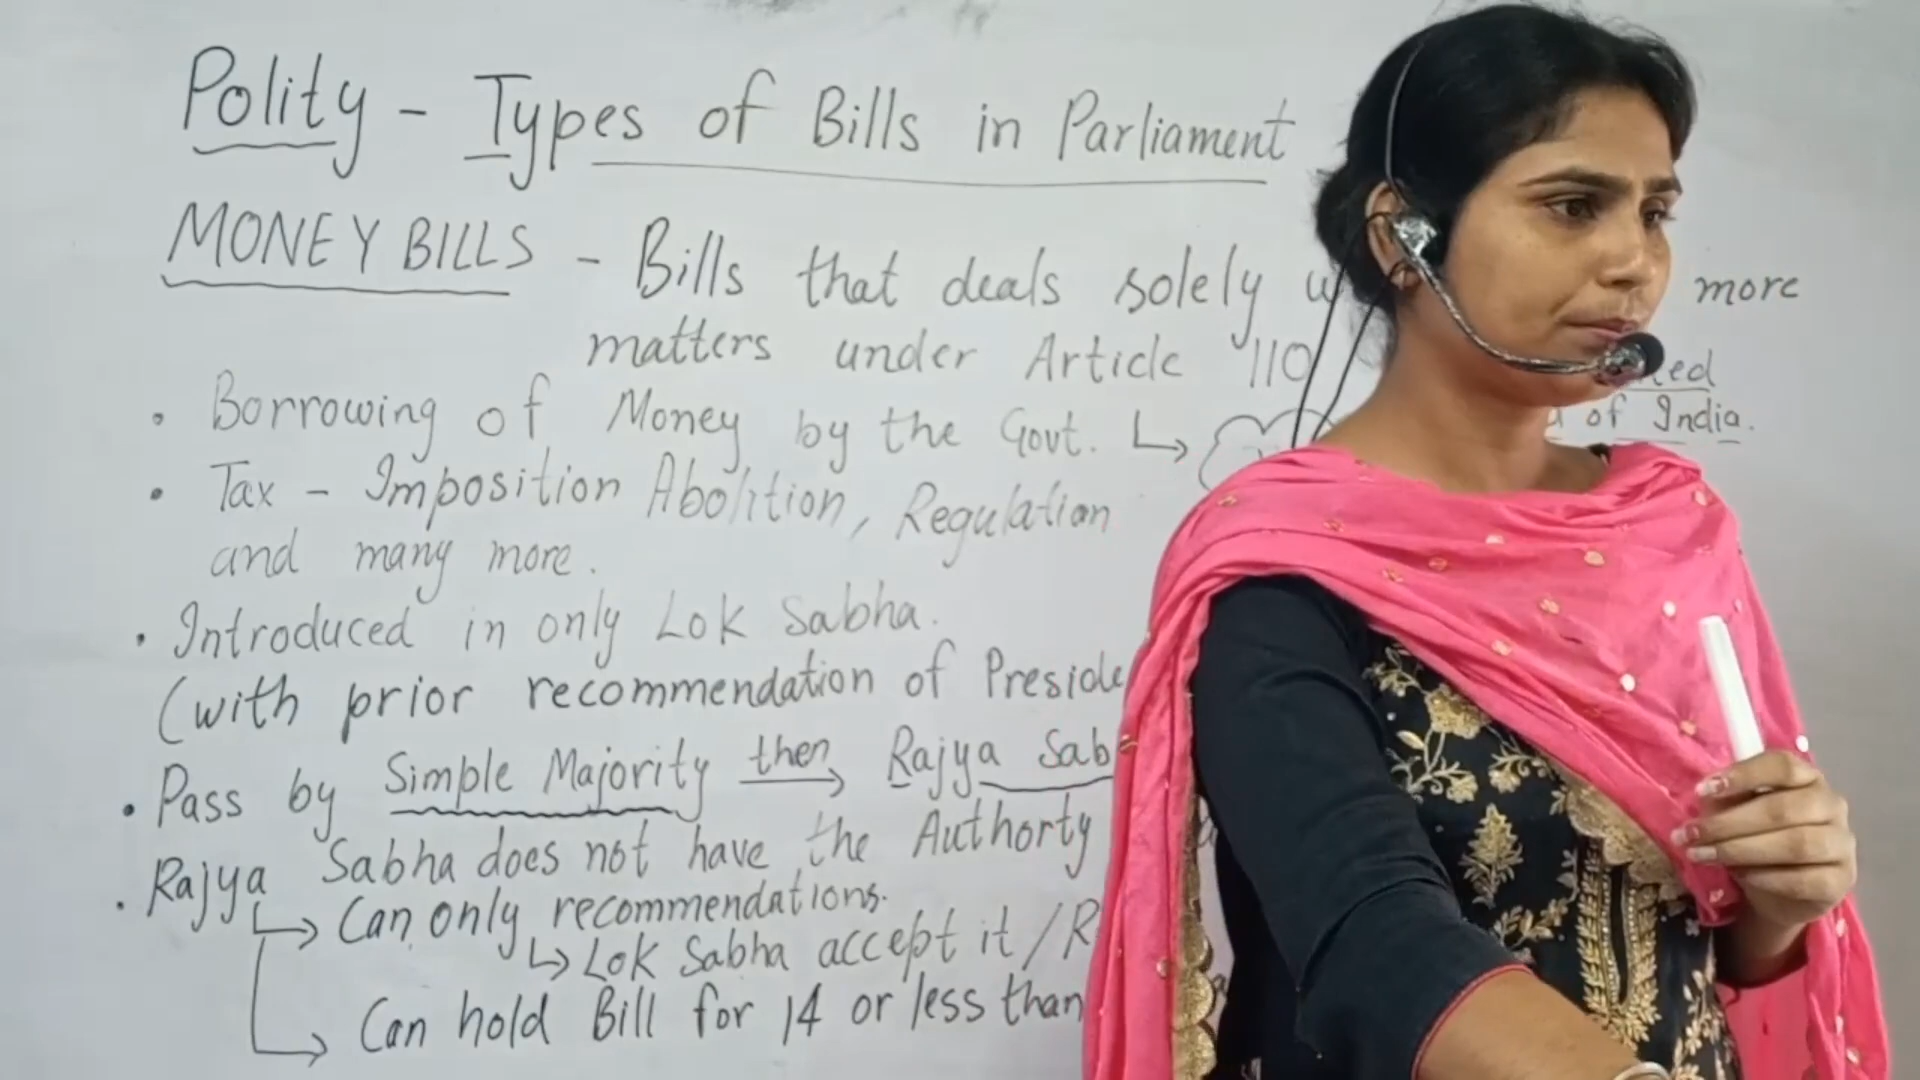 Polity - Types of Bills in Parliament
MONEY BILLS - Bills that deals solely more
matters under Article 110
of India.
• Borrowing of Money by the Govt. ↳
• Tax - Imposition Abolition, Regulation
and many more.
• Introduced in only Lok Sabha.
(with prior recommendation of
• Pass by Simple Majority then → Rajya
• Rajya Sabha does not have the Authorty
↳ Can only recommendations.
↳ Lok Sabha accept it /
→ Can hold Bill for 14 or less than